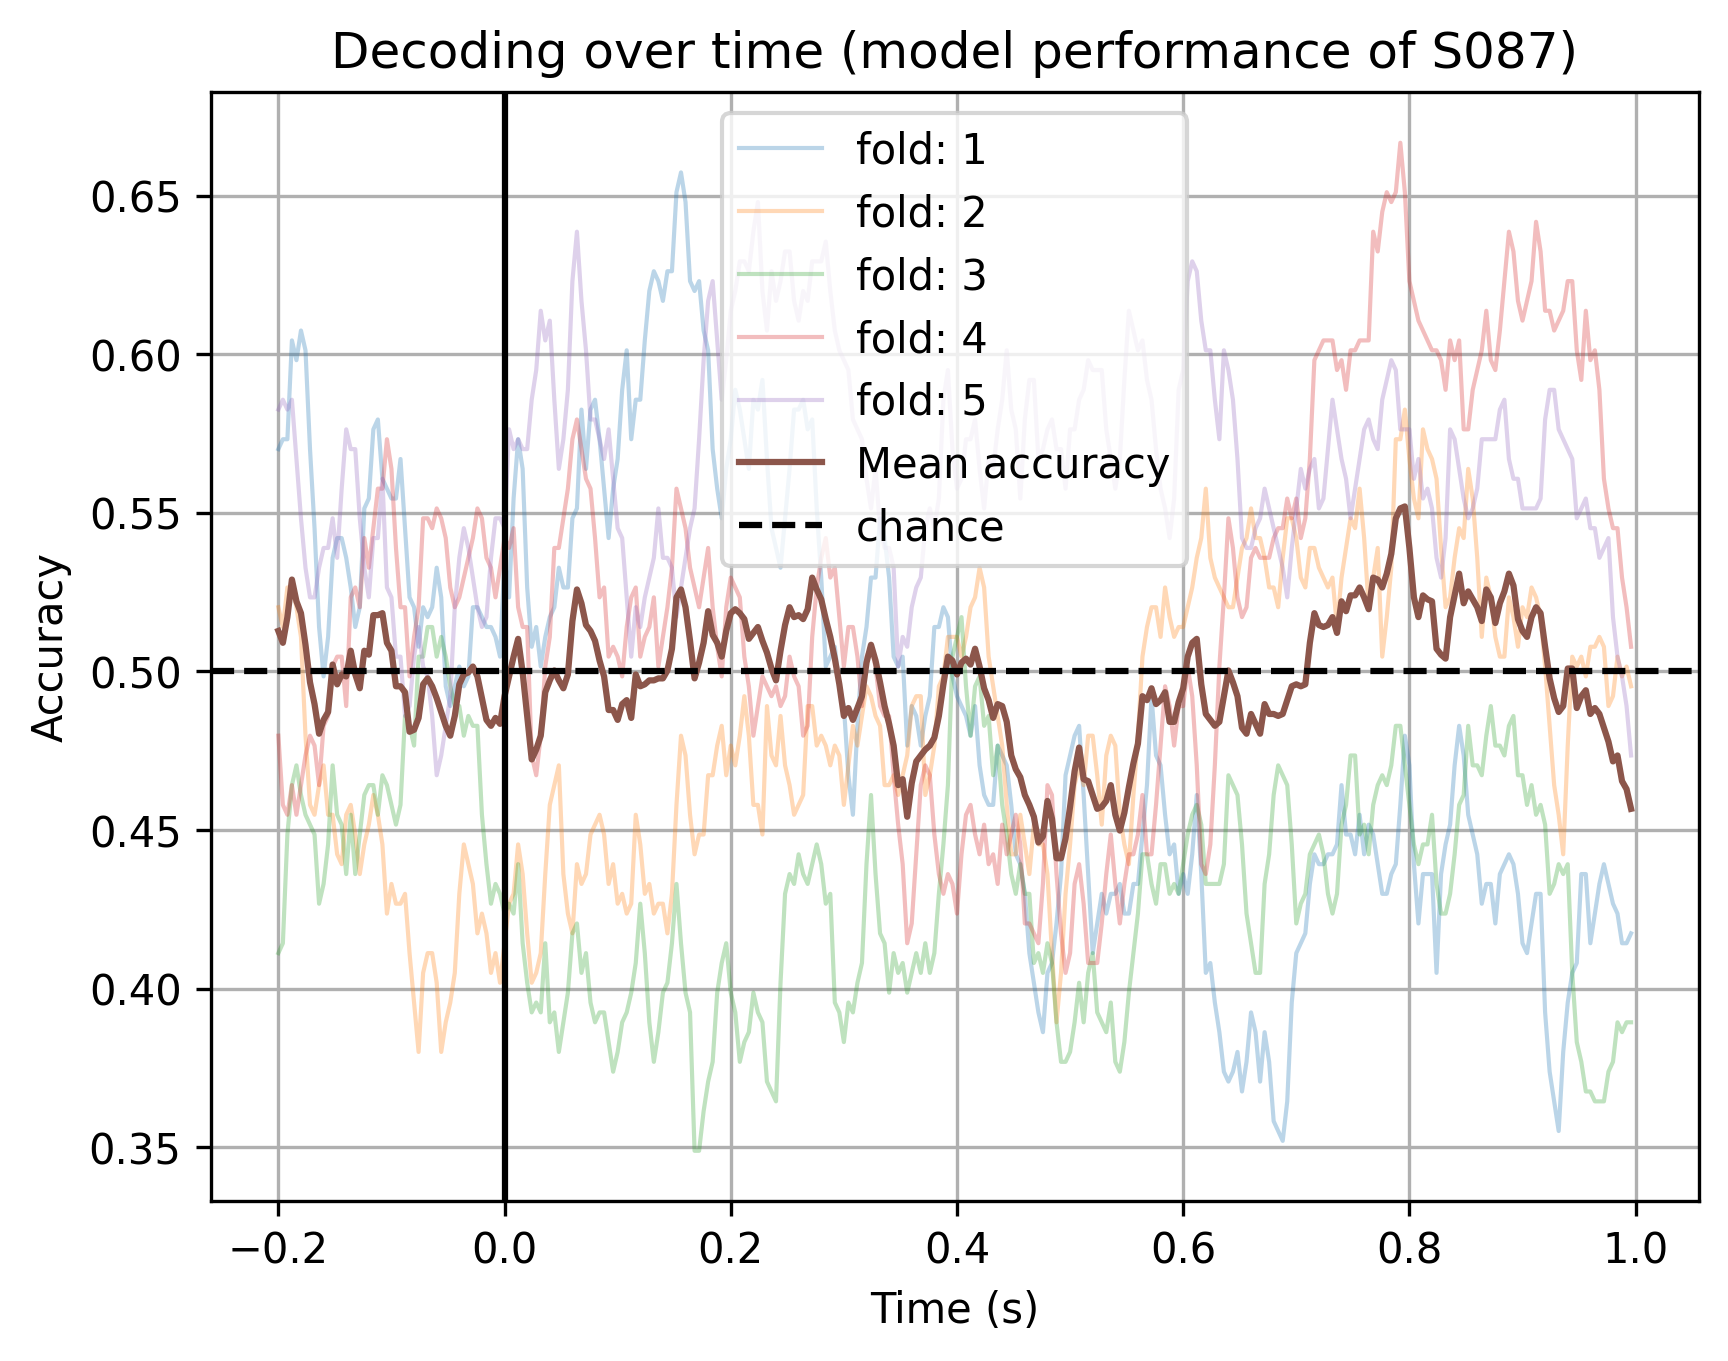 Decoding over time (model performance of S087)
fold: 1
fold: 2
fold: 3
fold: 4
fold: 5
Mean accuracy
chance
Accuracy
0.65
0.60
0.55
0.50
0.45
0.40
0.35
−0.2 0.0 0.2 0.4 0.6 0.8 1.0
Time (s)